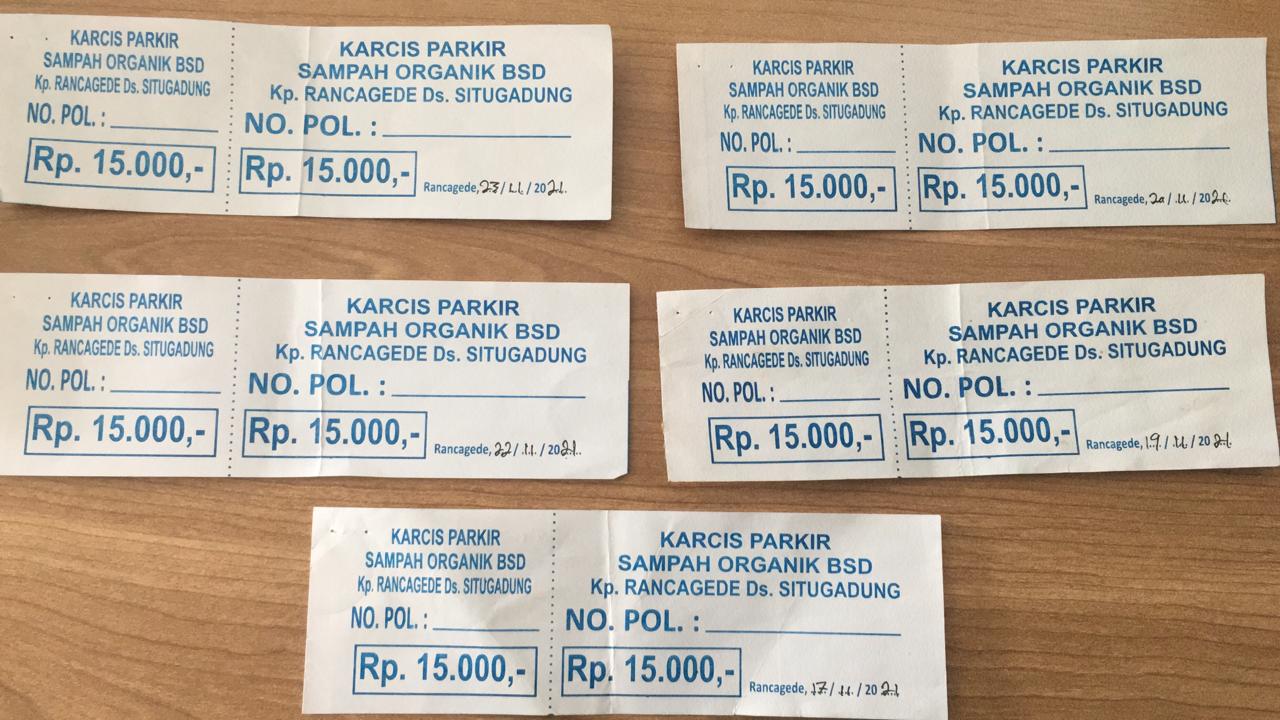 KARCIS PARKIR
SAMPAH ORGANIK BSD
Kp. RANCAGEDE Ds. SITUGADUNG
NO. POL. :
Rp. 15.000,-
KARCIS PARKIR
SAMPAH ORGANIK BSD
Kp. RANCAGEDE Ds. SITUGADUNG
NO. POL. :
Rp. 15.000,-
Rancagede, 23/11/2021.
KARCIS PARKIR
SAMPAH ORGANIK BSD
Kp. RANCAGEDE Ds. SITUGADUNG
NO. POL. :
Rp. 15.000,-
KARCIS PARKIR
SAMPAH ORGANIK BSD
Kp. RANCAGEDE Ds. SITUGADUNG
NO. POL. :
Rp. 15.000,-
Rancagede,
KARCIS PARKIR
SAMPAH ORGANIK BSD
Kp. RANCAGEDE Ds. SITUGADUNG
NO. POL. :
Rp. 15.000,-
KARCIS PARKIR
SAMPAH ORGANIK BSD
Kp. RANCAGEDE Ds. SITUGADUNG
NO. POL. :
Rp. 15.000,-
Rancagede, 22/11/2021.
KARCIS PARKIR
SAMPAH ORGANIK BSD
Kp. RANCAGEDE Ds. SITUGADUNG
NO. POL. :
Rp. 15.000,-
KARCIS PARKIR
SAMPAH ORGANIK BSD
Kp. RANCAGEDE Ds. SITUGADUNG
NO. POL. :
Rp. 15.000,-
Rancagede, 19/11/2021.
KARCIS PARKIR
SAMPAH ORGANIK BSD
Kp. RANCAGEDE Ds. SITUGADUNG
NO. POL. :
Rp. 15.000,-
KARCIS PARKIR
SAMPAH ORGANIK BSD
Kp. RANCAGEDE Ds. SITUGADUNG
NO. POL. :
Rp. 15.000,-
Rancagede, 17/11/2021